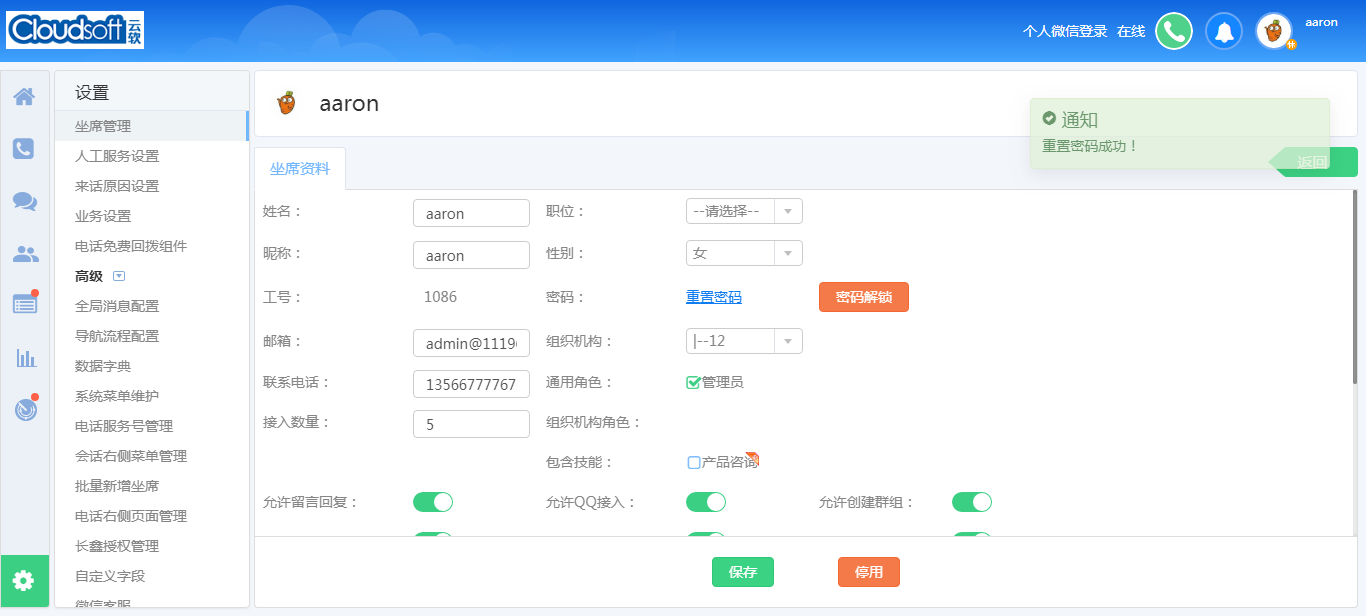 Cloudsoft 云软
个人微信登录 在线 aaron
休
设置
坐席管理
人工服务设置
来话原因设置
业务设置
电话免费回拨组件
高级
全局消息配置
导航流程配置
数据字典
系统菜单维护
电话服务号管理
会话右侧菜单管理
批量新增坐席
电话右侧页面管理
长鑫授权管理
自定义字段
微信客服
aaron
通知
重置密码成功！
返回
坐席资料
姓名： aaron 职位： --请选择--
昵称： aaron 性别： 女
工号： 1086 密码： 重置密码 密码解锁
邮箱： admin@1119 组织机构： |--12
联系电话： 13566777767 通用角色： 管理员
接入数量： 5 组织机构角色：
包含技能： 产品咨询
允许留言回复： 允许QQ接入： 允许创建群组：
保存 停用